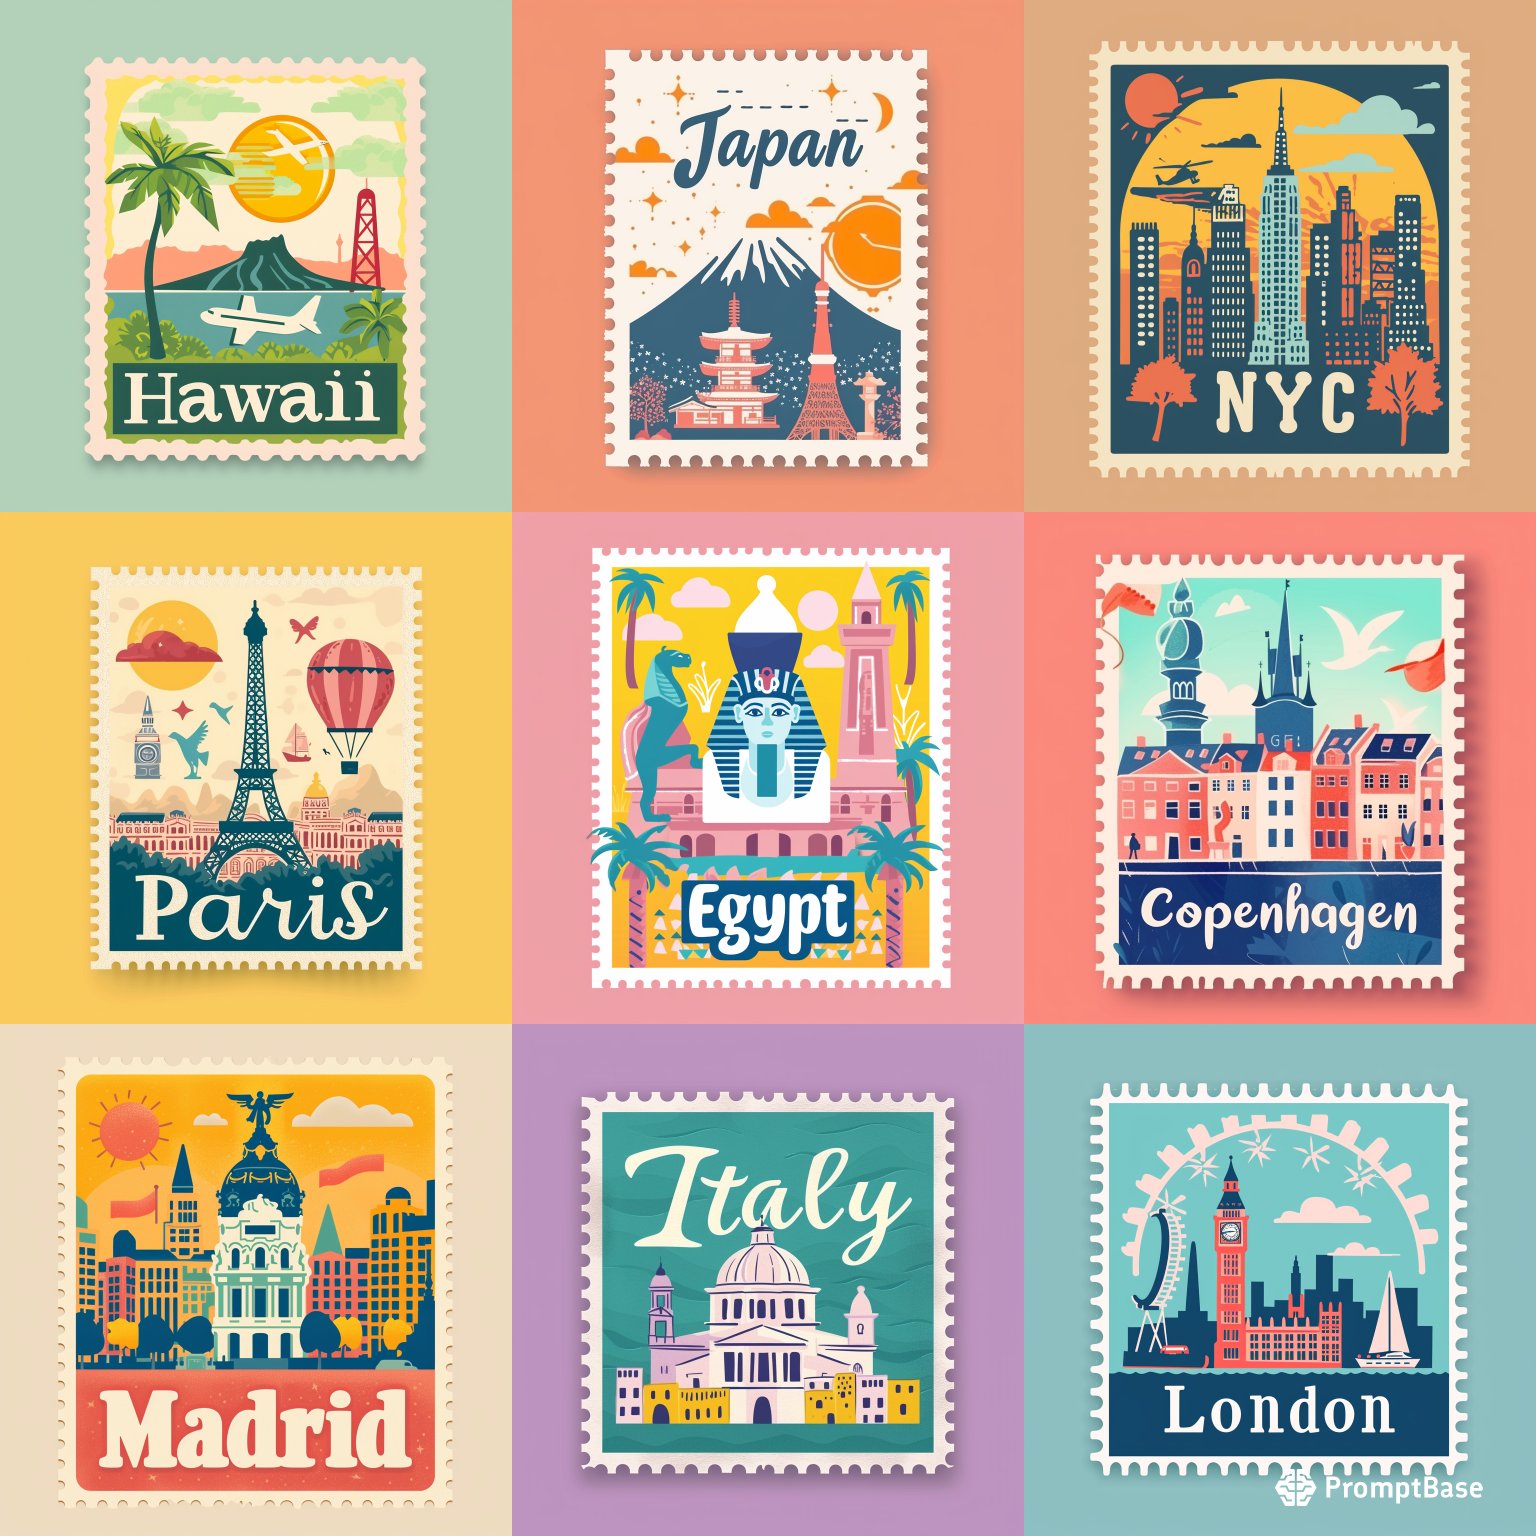 Hawaii
Japan
NYC
Paris
Egypt
Copenhagen
Madrid
Italy
London
PromptBase